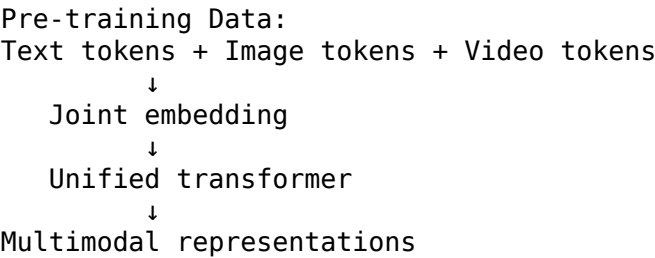 Pre-training Data:
Text tokens + Image tokens + Video tokens
↓
Joint embedding
↓
Unified transformer
↓
Multimodal representations